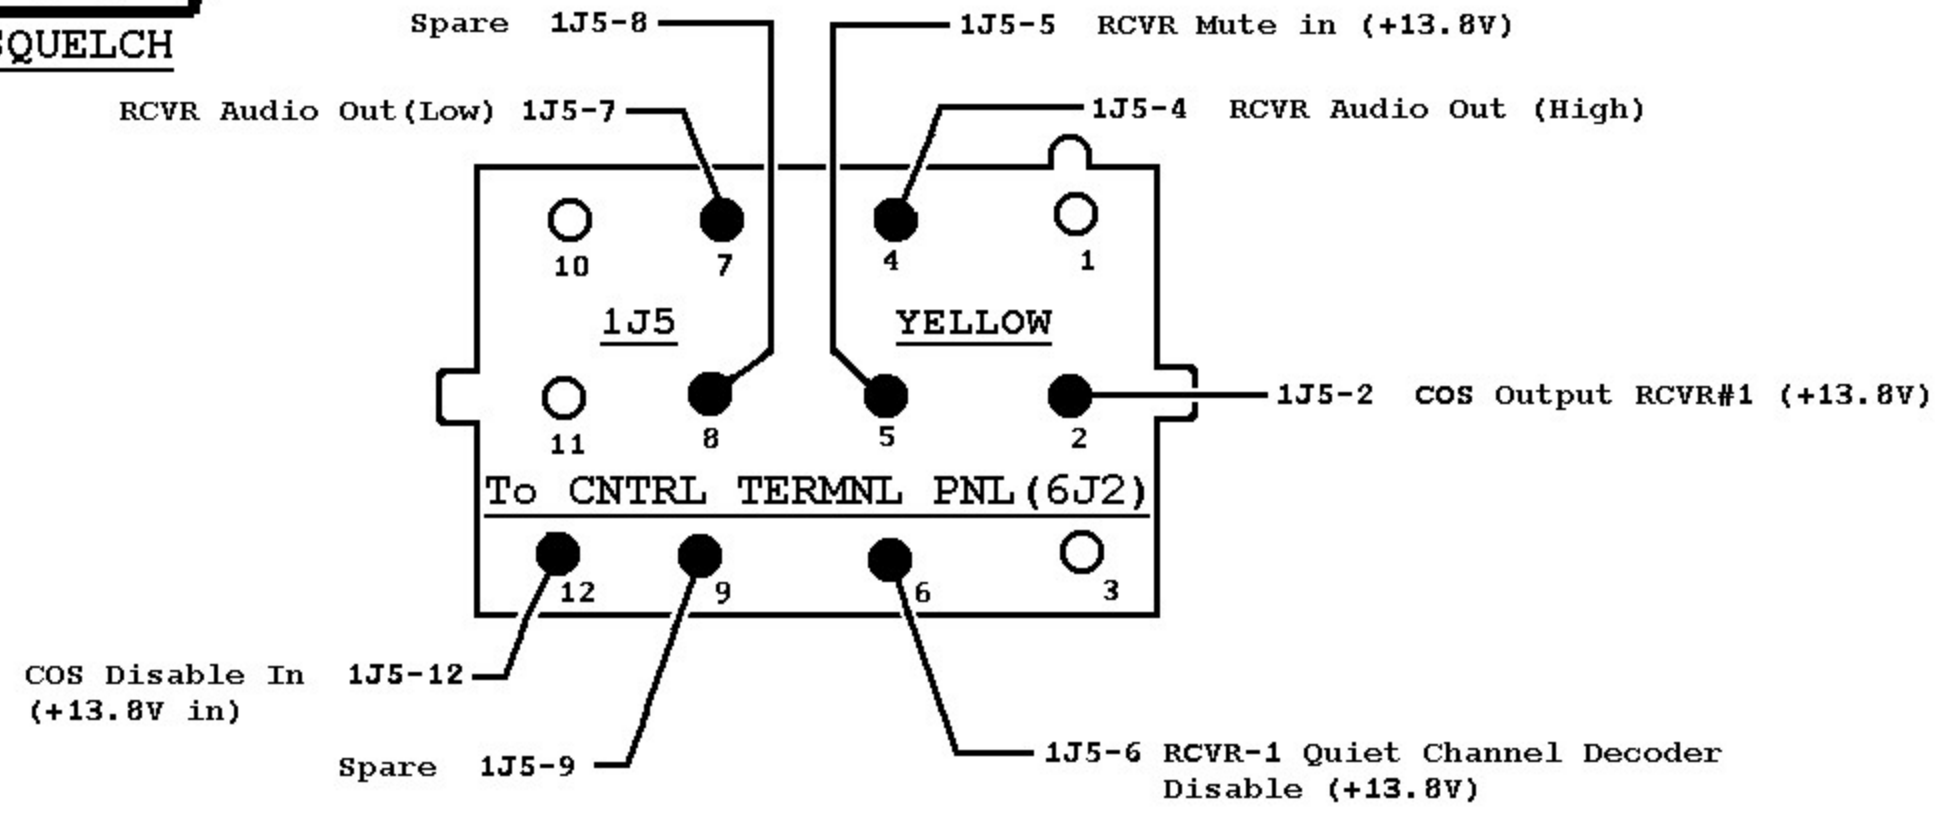 SQUELCH
Spare 1J5-8
1J5-5 RCVR Mute in (+13.8V)
RCVR Audio Out(Low) 1J5-7
1J5-4 RCVR Audio Out (High)
10
7
4
1
1J5
YELLOW
11
8
5
2
1J5-2 COS Output RCVR#1 (+13.8V)
To CNTRL TERMNL PNL(6J2)
12
9
6
3
COS Disable In 1J5-12
(+13.8V in)
Spare 1J5-9
1J5-6 RCVR-1 Quiet Channel Decoder
Disable (+13.8V)